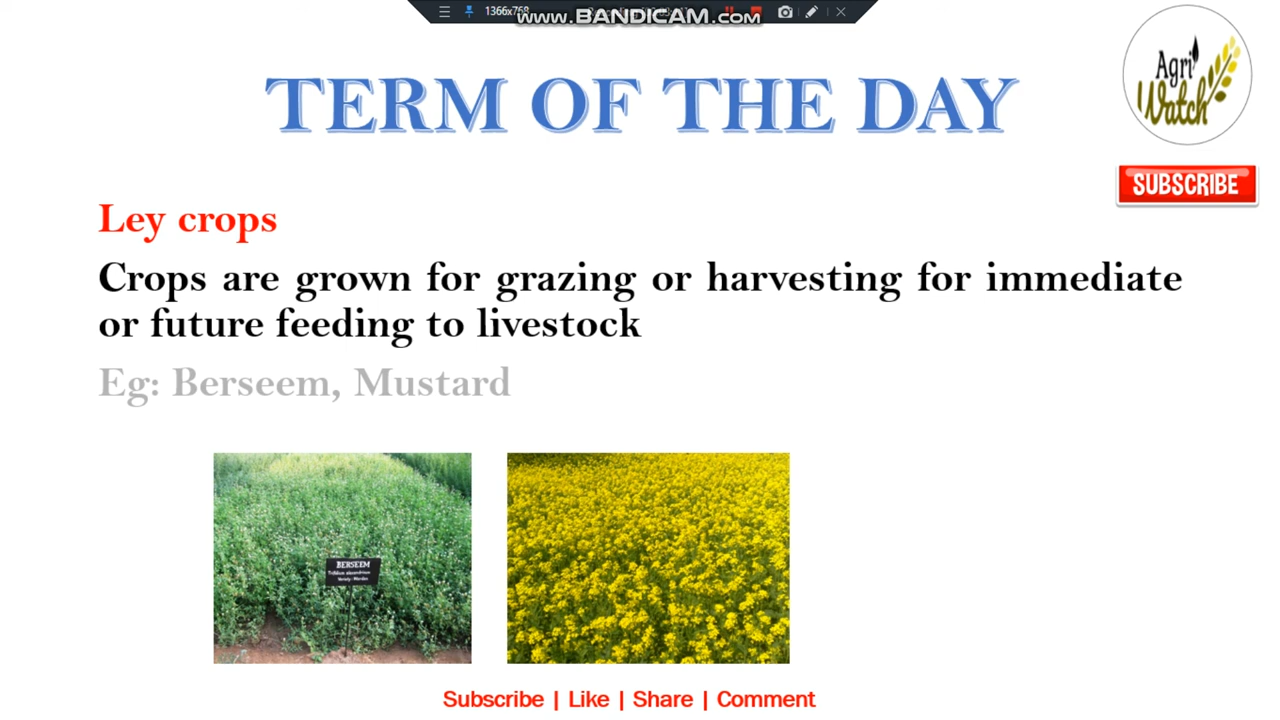 1366x768
www.BANDICAM.com
TERM OF THE DAY
Agri
Watch
SUBSCRIBE
Ley crops
Crops are grown for grazing or harvesting for immediate
or future feeding to livestock
Eg: Berseem, Mustard
BERSEEM
Subscribe | Like | Share | Comment